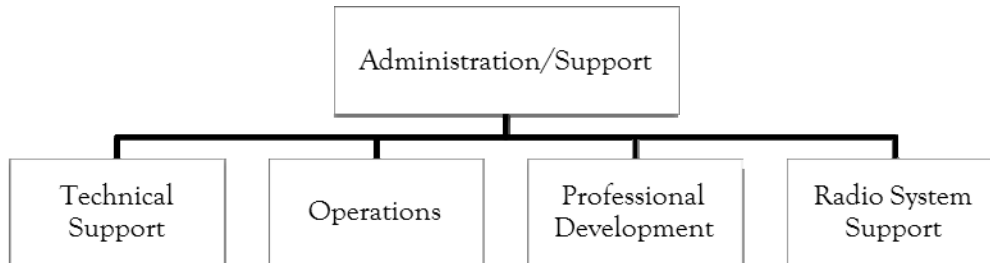 Administration/Support
Technical
Support
Operations
Professional
Development
Radio System
Support